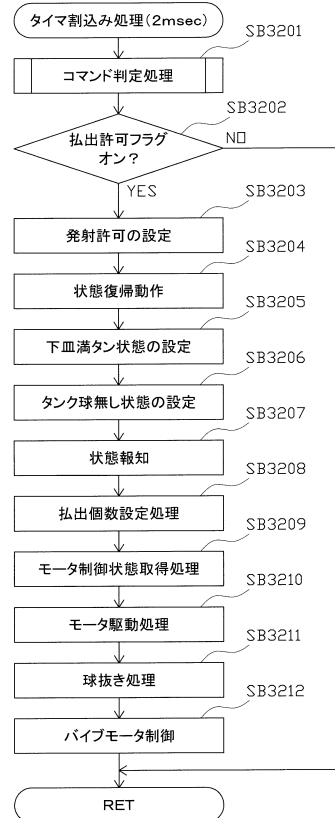 タイマ割込み処理(2msec)
SB3201
コマンド判定処理
SB3202
払出許可フラグ
オン?
NO
YES
SB3203
発射許可の設定
SB3204
状態復帰動作
SB3205
下皿満タン状態の設定
SB3206
タンク球無し状態の設定
SB3207
状態報知
SB3208
払出個数設定処理
SB3209
モータ制御状態取得処理
SB3210
モータ駆動処理
SB3211
球抜き処理
SB3212
バイブモータ制御
RET